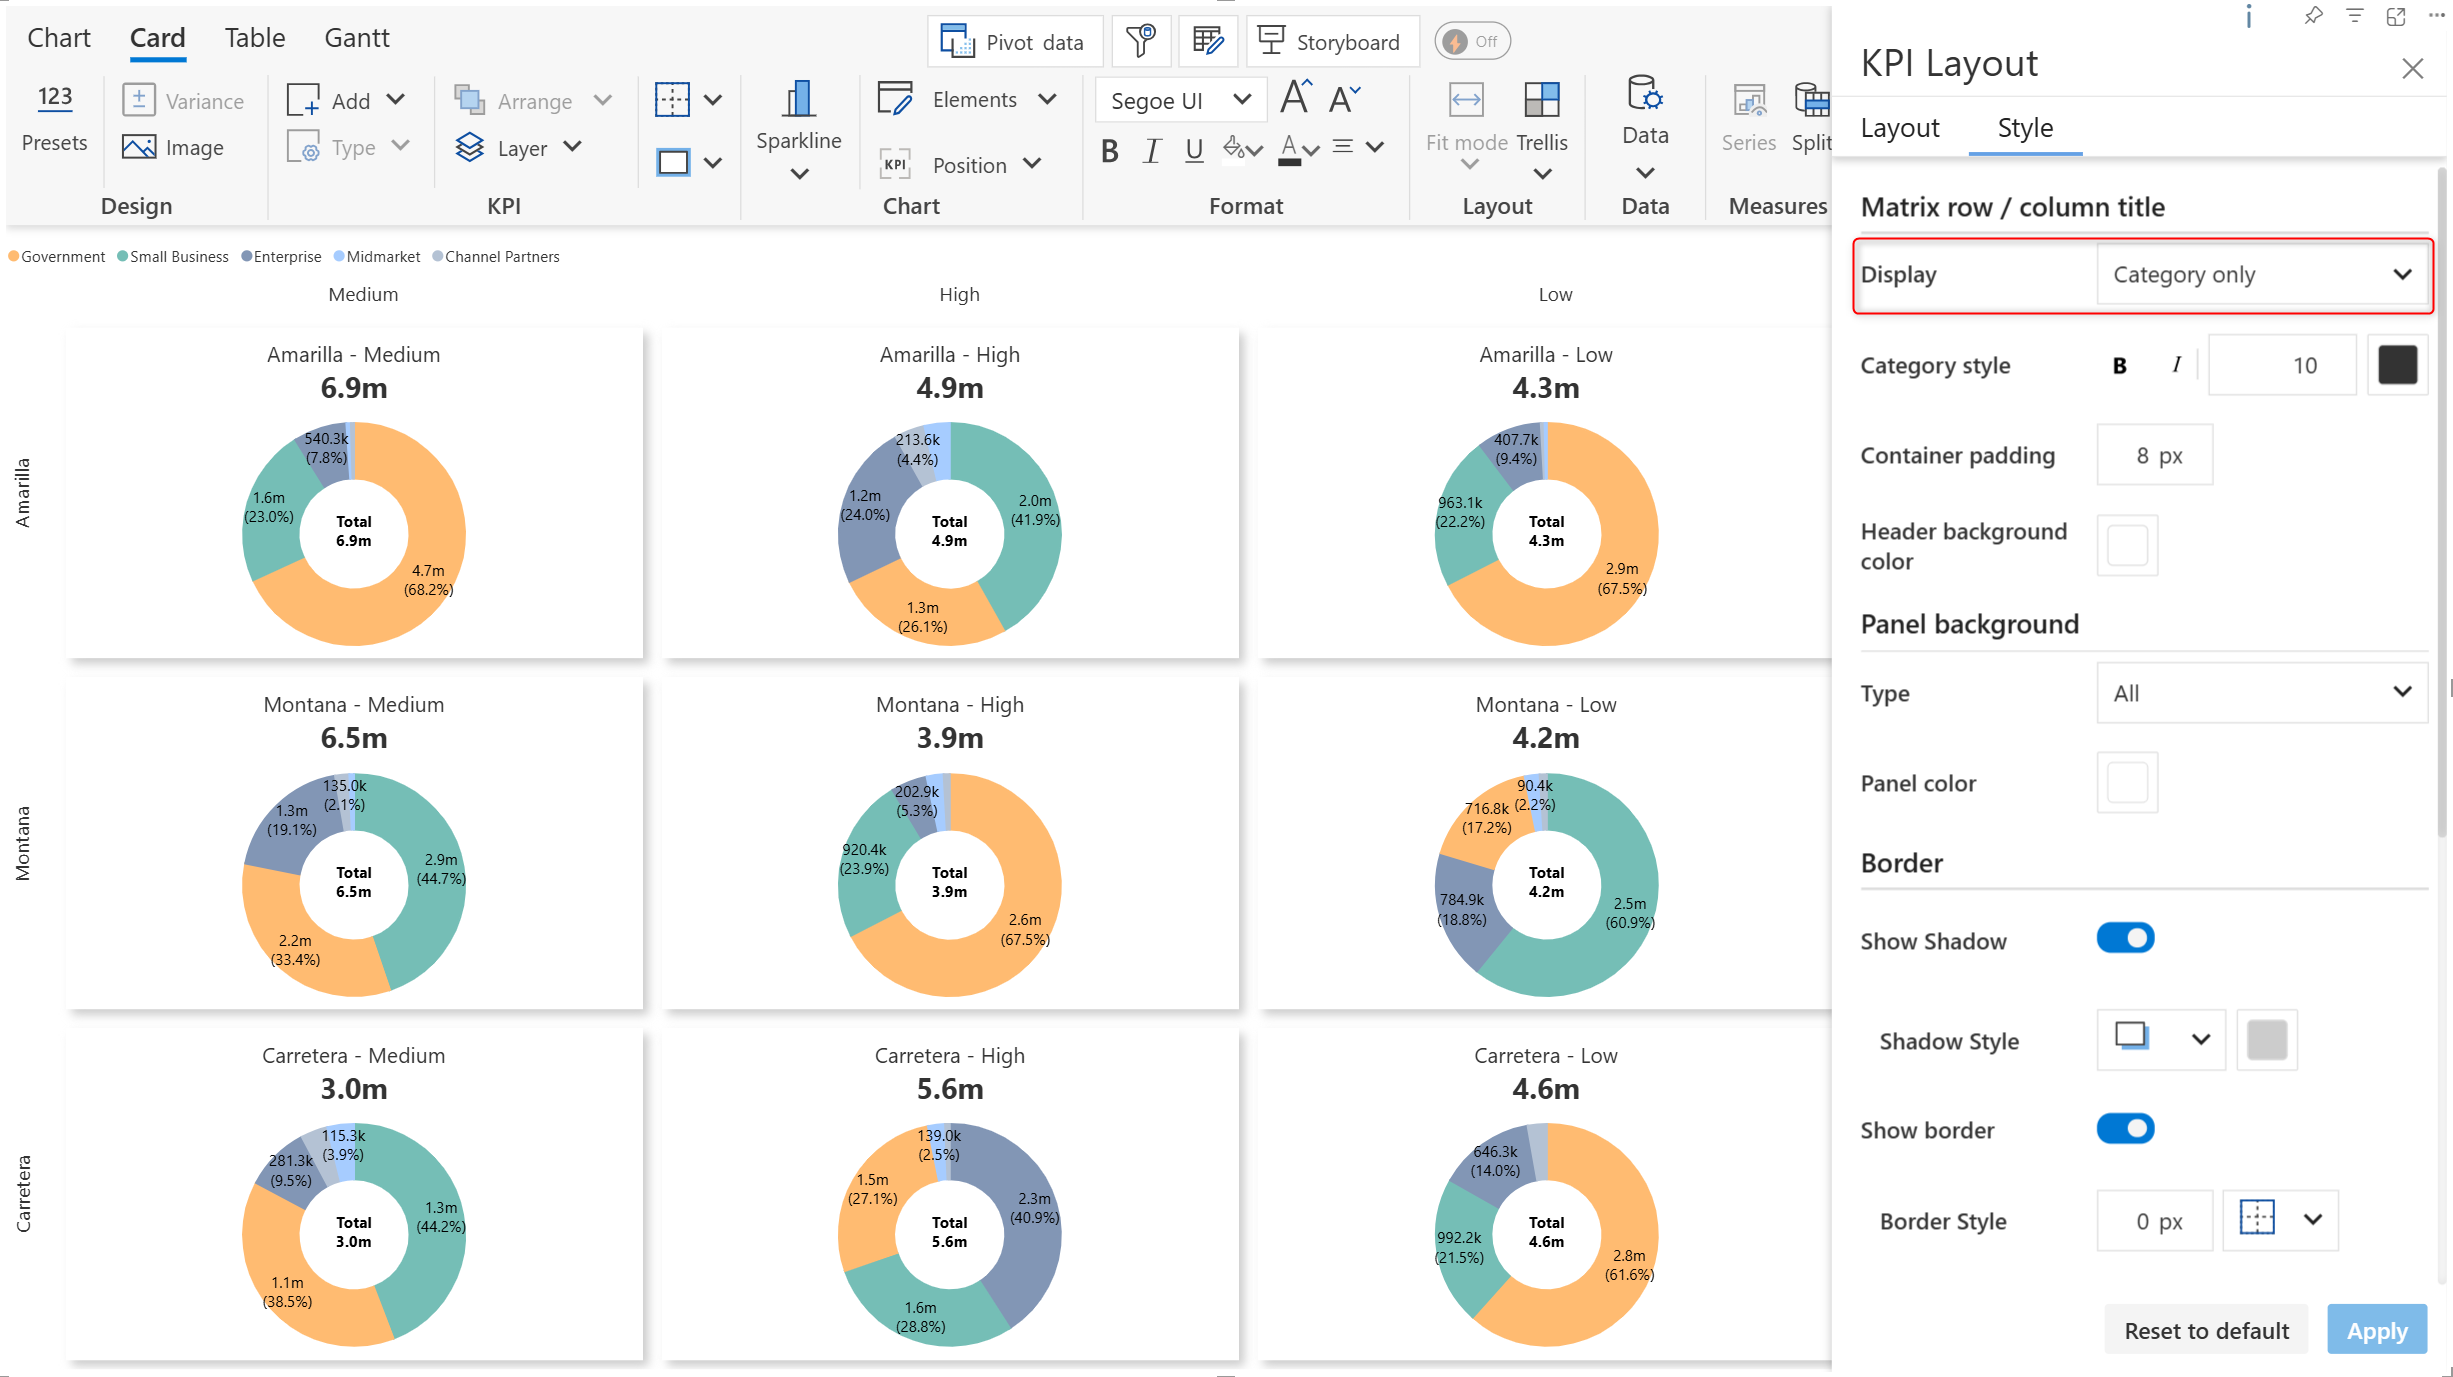 Chart Card Table Gantt
Pivot data Storyboard Off
123 Presets
Variance
Image
Design
Add
Type
Arrange
Layer
KPI
Sparkline
Elements
KPI Position
Chart
Segoe UI A A
B I U A
Format
Fit mode Trellis
Layout
Data
Data
Series Split
Measures
Government Small Business Enterprise Midmarket Channel Partners
Medium High Low
Amarilla
Amarilla - Medium
6.9m
540.3k
(7.8%)
1.6m
(23.0%)
Total
6.9m
4.7m
(68.2%)
Amarilla - High
4.9m
213.6k
(4.4%)
1.2m
(24.0%)
2.0m
(41.9%)
Total
4.9m
1.3m
(26.1%)
Amarilla - Low
4.3m
407.7k
(9.4%)
963.1k
(22.2%)
Total
4.3m
2.9m
(67.5%)
Montana
Montana - Medium
6.5m
135.0k
(2.1%)
1.3m
(19.1%)
2.9m
(44.7%)
Total
6.5m
2.2m
(33.4%)
Montana - High
3.9m
202.9k
(5.3%)
920.4k
(23.9%)
Total
3.9m
2.6m
(67.5%)
Montana - Low
4.2m
90.4k
(2.2%)
716.8k
(17.2%)
Total
4.2m
784.9k
(18.8%)
2.5m
(60.9%)
Carretera
Carretera - Medium
3.0m
115.3k
(3.9%)
281.3k
(9.5%)
1.3m
(44.2%)
Total
3.0m
1.1m
(38.5%)
Carretera - High
5.6m
139.0k
(2.5%)
1.5m
(27.1%)
2.3m
(40.9%)
Total
5.6m
1.6m
(28.8%)
Carretera - Low
4.6m
646.3k
(14.0%)
992.2k
(21.5%)
Total
4.6m
2.8m
(61.6%)
KPI Layout
Layout Style
Matrix row / column title
Display Category only
Category style B I 10
Container padding 8 px
Header background
color
Panel background
Type All
Panel color
Border
Show Shadow
Shadow Style
Show border
Border Style 0 px
Reset to default Apply